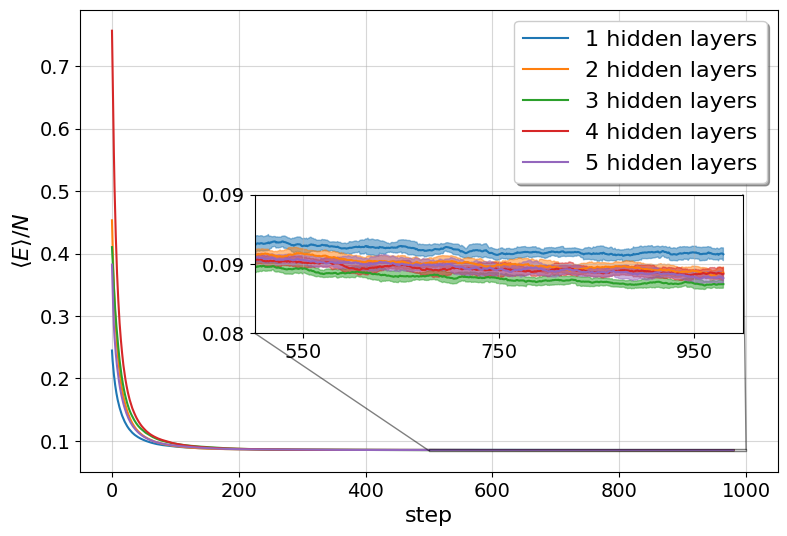 1 hidden layers
2 hidden layers
3 hidden layers
4 hidden layers
5 hidden layers
0.7
0.6
0.5
0.4
0.3
0.2
0.1
⟨E⟩/N
0.09
0.09
0.08
550 750 950
0 200 400 600 800 1000
step